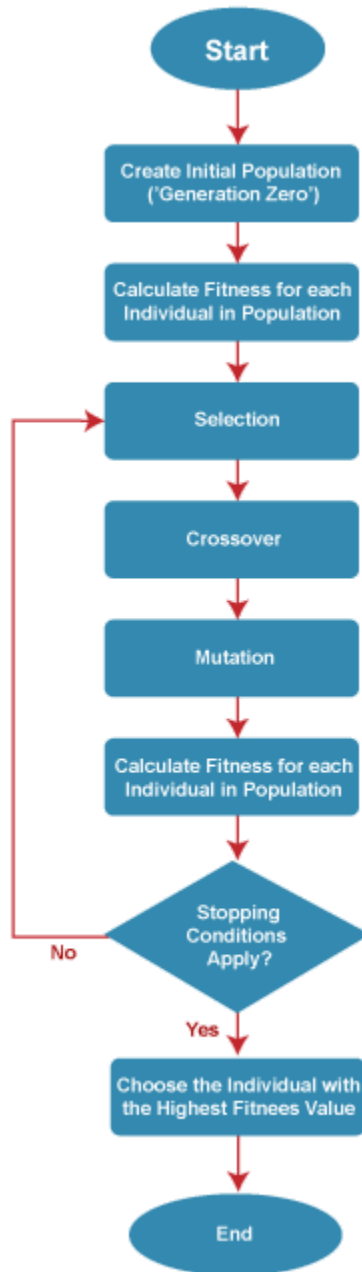 Start
Create Initial Population
('Generation Zero')
Calculate Fitness for each
Individual in Population
Selection
Crossover
Mutation
Calculate Fitness for each
Individual in Population
Stopping
Conditions
Apply?
No
Yes
Choose the Individual with
the Highest Fitnees Value
End